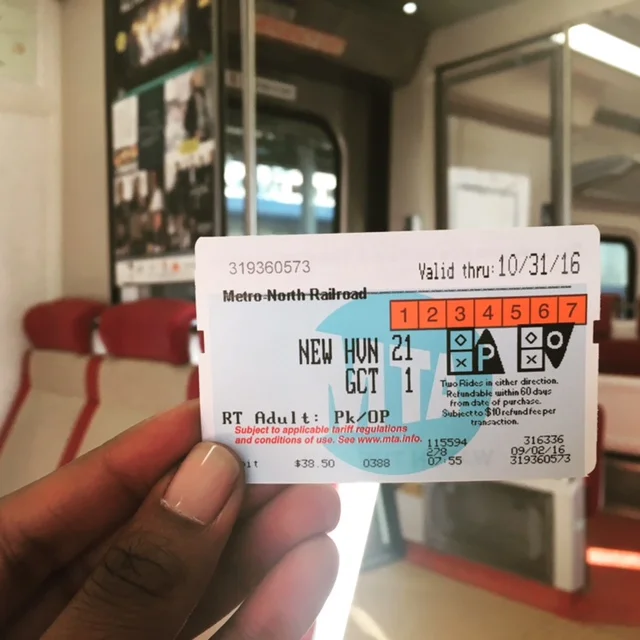 319360573 Valid thru: 10/31/16
Metro-North Railroad
1 2 3 4 5 6 7
NEW HVN 21
GCT 1
P O
MTA
Two Rides in either direction.
Refundable within 60 days
from date of purchase.
Subject to $10 refund fee per
transaction.
RT Adult: Pk/OP
Subject to applicable tariff regulations
and conditions of use. See www.mta.info.
115594 316336
278 09/02/16
$38.50 0388 07:55 319360573